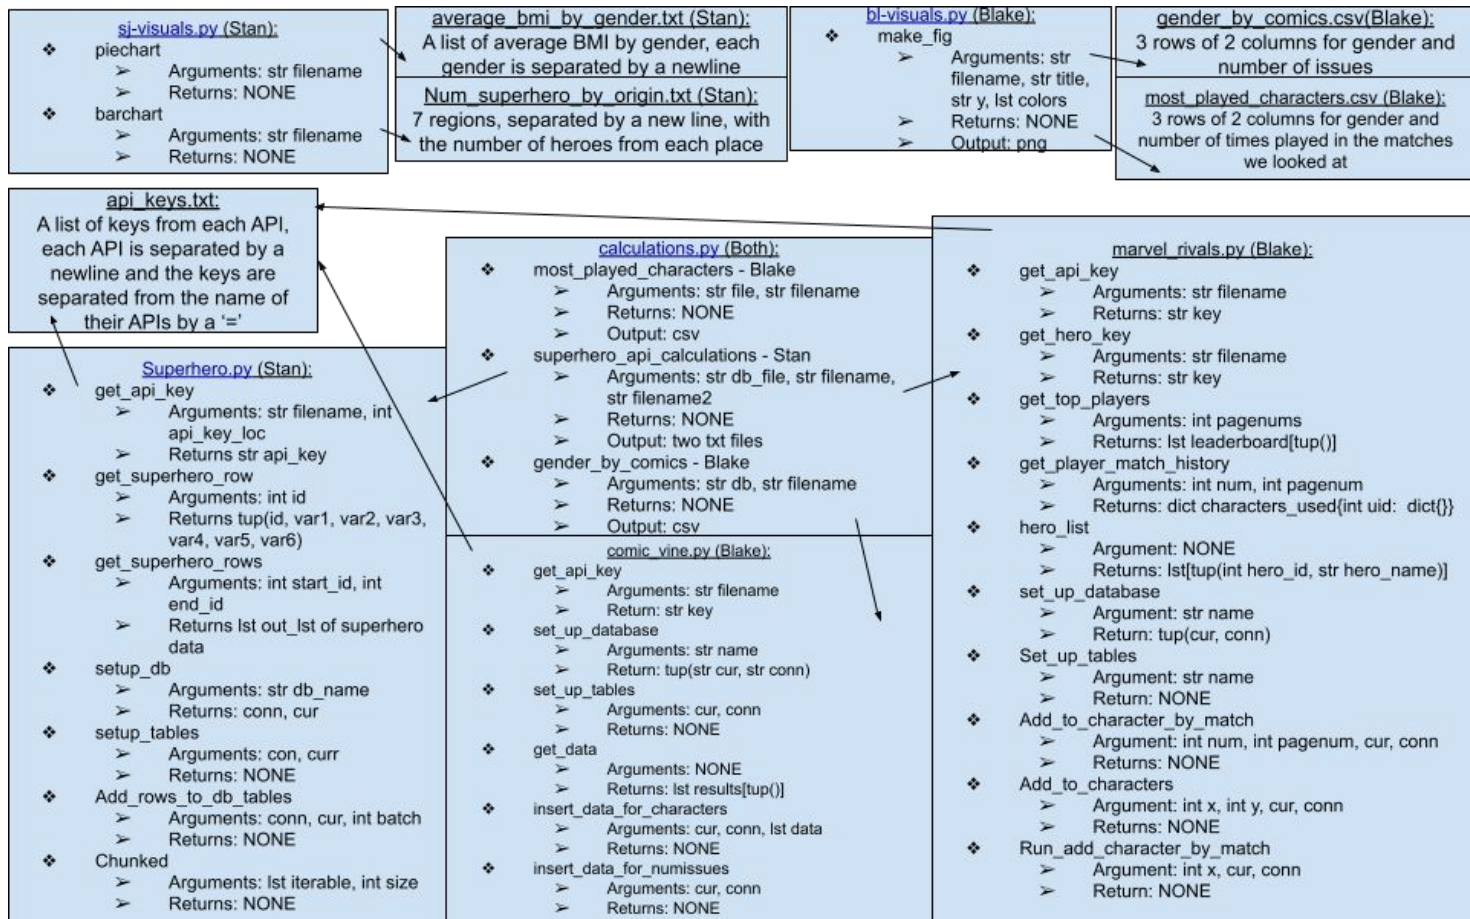 sj-visuals.py (Stan):
❖ piechart
➢ Arguments: str filename
➢ Returns: NONE
❖ barchart
➢ Arguments: str filename
➢ Returns: NONE
average_bmi_by_gender.txt (Stan):
A list of average BMI by gender, each
gender is separated by a newline
Num_superhero_by_origin.txt (Stan):
7 regions, separated by a new line, with
the number of heroes from each place
bl-visuals.py (Blake):
❖ make_fig
➢ Arguments: str
filename, str title,
str y, lst colors
➢ Returns: NONE
➢ Output: png
gender_by_comics.csv(Blake):
3 rows of 2 columns for gender and
number of issues
most_played_characters.csv (Blake):
3 rows of 2 columns for gender and
number of times played in the matches
we looked at
api_keys.txt:
A list of keys from each API,
each API is separated by a
newline and the keys are
separated from the name of
their APIs by a ‘=’
Superhero.py (Stan):
❖ get_api_key
➢ Arguments: str filename, int
api_key_loc
➢ Returns str api_key
❖ get_superhero_row
➢ Arguments: int id
➢ Returns tup(id, var1, var2, var3,
var4, var5, var6)
❖ get_superhero_rows
➢ Arguments: int start_id, int
end_id
➢ Returns lst out_lst of superhero
data
❖ setup_db
➢ Arguments: str db_name
➢ Returns: conn, cur
❖ setup_tables
➢ Arguments: con, curr
➢ Returns: NONE
❖ Add_rows_to_db_tables
➢ Arguments: conn, cur, int batch
➢ Returns: NONE
❖ Chunked
➢ Arguments: lst iterable, int size
➢ Returns: NONE
calculations.py (Both):
❖ most_played_characters - Blake
➢ Arguments: str file, str filename
➢ Returns: NONE
➢ Output: csv
❖ superhero_api_calculations - Stan
➢ Arguments: str db_file, str filename,
str filename2
➢ Returns: NONE
➢ Output: two txt files
❖ gender_by_comics - Blake
➢ Arguments: str db, str filename
➢ Returns: NONE
➢ Output: csv
comic_vine.py (Blake):
❖ get_api_key
➢ Arguments: str filename
➢ Return: str key
❖ set_up_database
➢ Arguments: str name
➢ Return: tup(str cur, str conn)
❖ set_up_tables
➢ Arguments: cur, conn
➢ Returns: NONE
❖ get_data
➢ Arguments: NONE
➢ Returns: lst results[tup()]
❖ insert_data_for_characters
➢ Arguments: cur, conn, lst data
➢ Returns: NONE
❖ insert_data_for_numissues
➢ Arguments: cur, conn
➢ Returns: NONE
marvel_rivals.py (Blake):
❖ get_api_key
➢ Arguments: str filename
➢ Returns: str key
❖ get_hero_key
➢ Arguments: str filename
➢ Returns: str key
❖ get_top_players
➢ Arguments: int pagenums
➢ Returns: lst leaderboard[tup()]
❖ get_player_match_history
➢ Arguments: int num, int pagenum
➢ Returns: dict characters_used{int uid: dict{}}
❖ hero_list
➢ Argument: NONE
➢ Returns: lst[tup(int hero_id, str hero_name)]
❖ set_up_database
➢ Argument: str name
➢ Return: tup(cur, conn)
❖ Set_up_tables
➢ Argument: str name
➢ Return: NONE
❖ Add_to_character_by_match
➢ Argument: int num, int pagenum, cur, conn
➢ Returns: NONE
❖ Add_to_characters
➢ Argument: int x, int y, cur, conn
➢ Returns: NONE
❖ Run_add_character_by_match
➢ Argument: int x, cur, conn
➢ Return: NONE